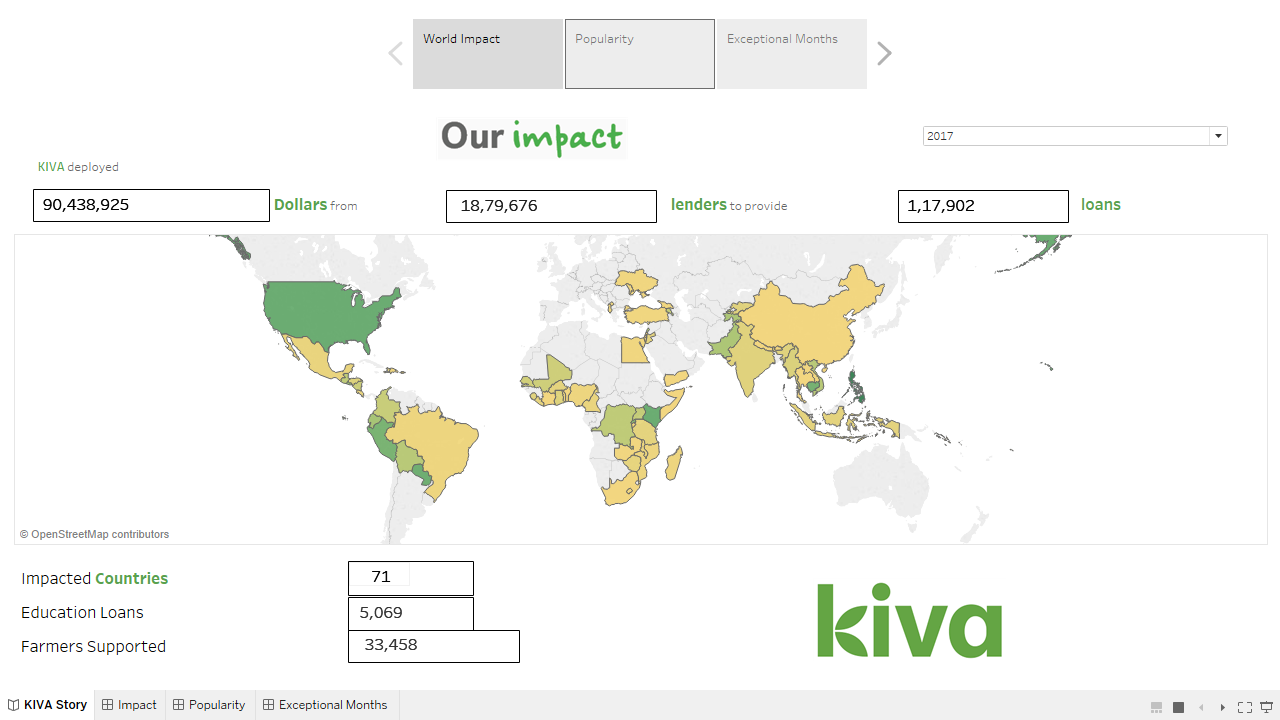 World Impact
Popularity
Exceptional Months
Our impact
2017
KIVA deployed
90,438,925 Dollars from 18,79,676 lenders to provide 1,17,902 loans
© OpenStreetMap contributors
Impacted Countries 71
Education Loans 5,069
Farmers Supported 33,458
kiva
KIVA Story Impact Popularity Exceptional Months